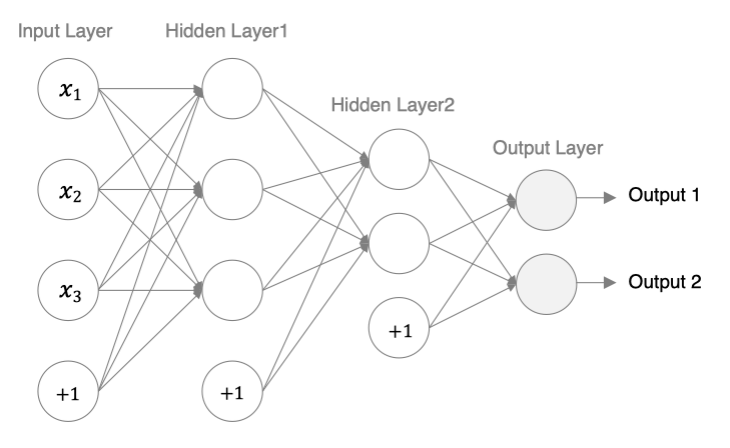 Input Layer
Hidden Layer1
Hidden Layer2
Output Layer
x₁
x₂
x₃
+1
+1
+1
Output 1
Output 2